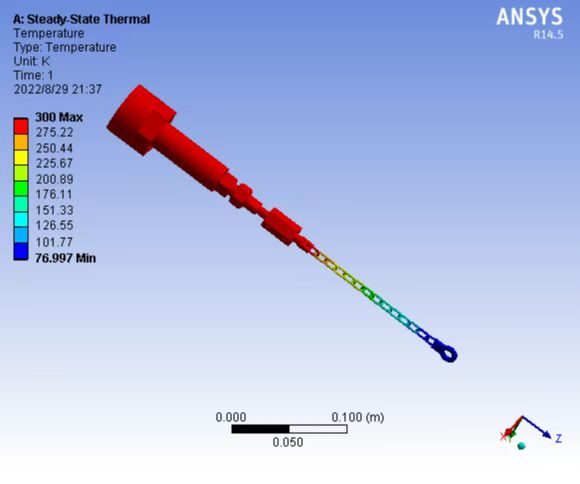 A: Steady-State Thermal
Temperature
Type: Temperature
Unit: K
Time: 1
2022/8/29 21:37
ANSYS
R14.5
300 Max
275.22
250.44
225.67
200.89
176.11
151.33
126.55
101.77
76.997 Min
0.000
0.100 (m)
0.050
X
Y
Z